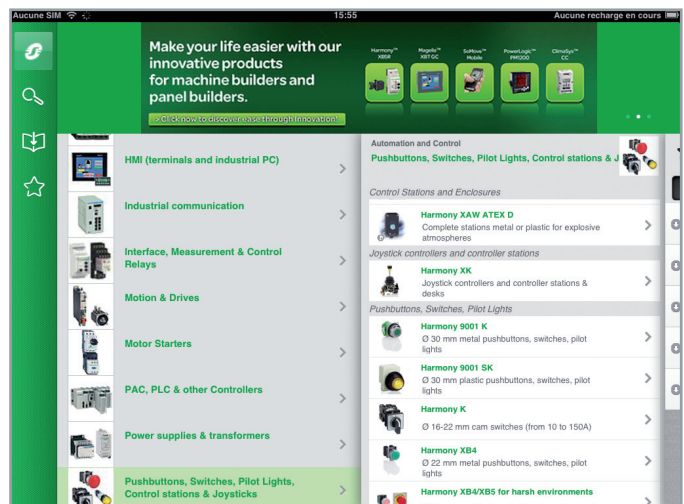 Aucune SIM
15:55
Aucune recharge en cours
Make your life easier with our
innovative products
for machine builders and
panel builders.
> Click now to discover ease through Innovation!
Harmony™
XB5R
Magelis™
XBT GC
SoMove™
Mobile
PowerLogic™
PM1200
ClimaSys™
CC
HMI (terminals and industrial PC)
Industrial communication
Interface, Measurement & Control
Relays
Motion & Drives
Motor Starters
PAC, PLC & other Controllers
Power supplies & transformers
Pushbuttons, Switches, Pilot Lights,
Control stations & Joysticks
Automation and Control
Pushbuttons, Switches, Pilot Lights, Control stations & J
Control Stations and Enclosures
Harmony XAW ATEX D
Complete stations metal or plastic for explosive
atmospheres
Joystick controllers and controller stations
Harmony XK
Joystick controllers and controller stations &
desks
Pushbuttons, Switches, Pilot Lights
Harmony 9001 K
Ø 30 mm metal pushbuttons, switches, pilot
lights
Harmony 9001 SK
Ø 30 mm plastic pushbuttons, switches, pilot
lights
Harmony K
Ø 16-22 mm cam switches (from 10 to 150A)
Harmony XB4
Ø 22 mm metal pushbuttons, switches, pilot
lights
Harmony XB4/XB5 for harsh environments